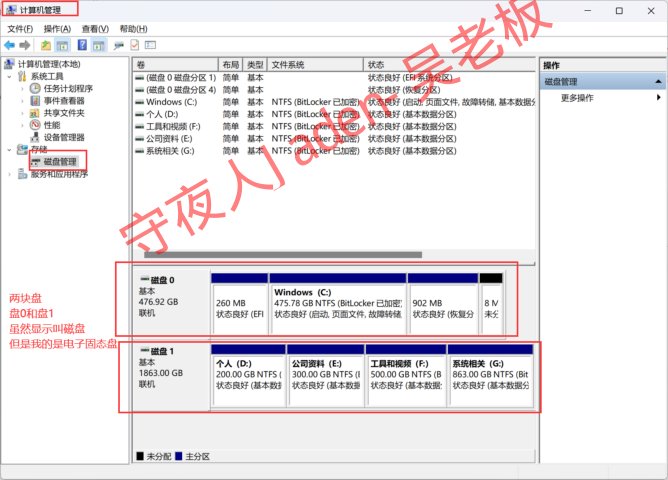 计算机管理
文件(F) 操作(A) 查看(V) 帮助(H)
计算机管理(本地)
系统工具
任务计划程序
事件查看器
共享文件夹
性能
设备管理器
存储
磁盘管理
服务和应用程序
卷 布局 类型 文件系统 状态
(磁盘 0 磁盘分区 1) 简单 基本 状态良好 (EFI 系统分区)
(磁盘 0 磁盘分区 4) 简单 基本 状态良好 (恢复分区)
Windows (C:) 简单 基本 NTFS (BitLocker 已加密) 状态良好 (启动, 页面文件, 故障转储, 基本数据分
个人 (D:) 简单 基本 NTFS (BitLocker 已加密) 状态良好 (基本数据分区)
工具和视频 (F:) 简单 基本 NTFS (BitLocker 已加密) 状态良好 (基本数据分区)
公司资料 (E:) 简单 基本 NTFS (BitLocker 已加密) 状态良好 (基本数据分区)
系统相关 (G:) 简单 基本 NTFS (BitLocker 已加密) 状态良好 (基本数据分区)
操作
磁盘管理
更多操作
守夜人J aden-吴老板
两块盘
盘0和盘1
虽然显示叫磁盘
但是我的是电子固态盘
磁盘 0
基本
476.92 GB
联机
260 MB
状态良好 (EFI
Windows (C:)
475.78 GB NTFS (BitLocker 已加密)
状态良好 (启动, 页面文件, 故障转储
902 MB
状态良好 (恢复分
8 M
未分
磁盘 1
基本
1863.00 GB
联机
个人 (D:)
200.00 GB NTFS (
状态良好 (基本数
公司资料 (E:)
300.00 GB NTFS (
状态良好 (基本数据
工具和视频 (F:)
500.00 GB NTFS (B
状态良好 (基本数据
系统相关 (G:)
863.00 GB NTFS (Bit
状态良好 (基本数据分
未分配 主分区